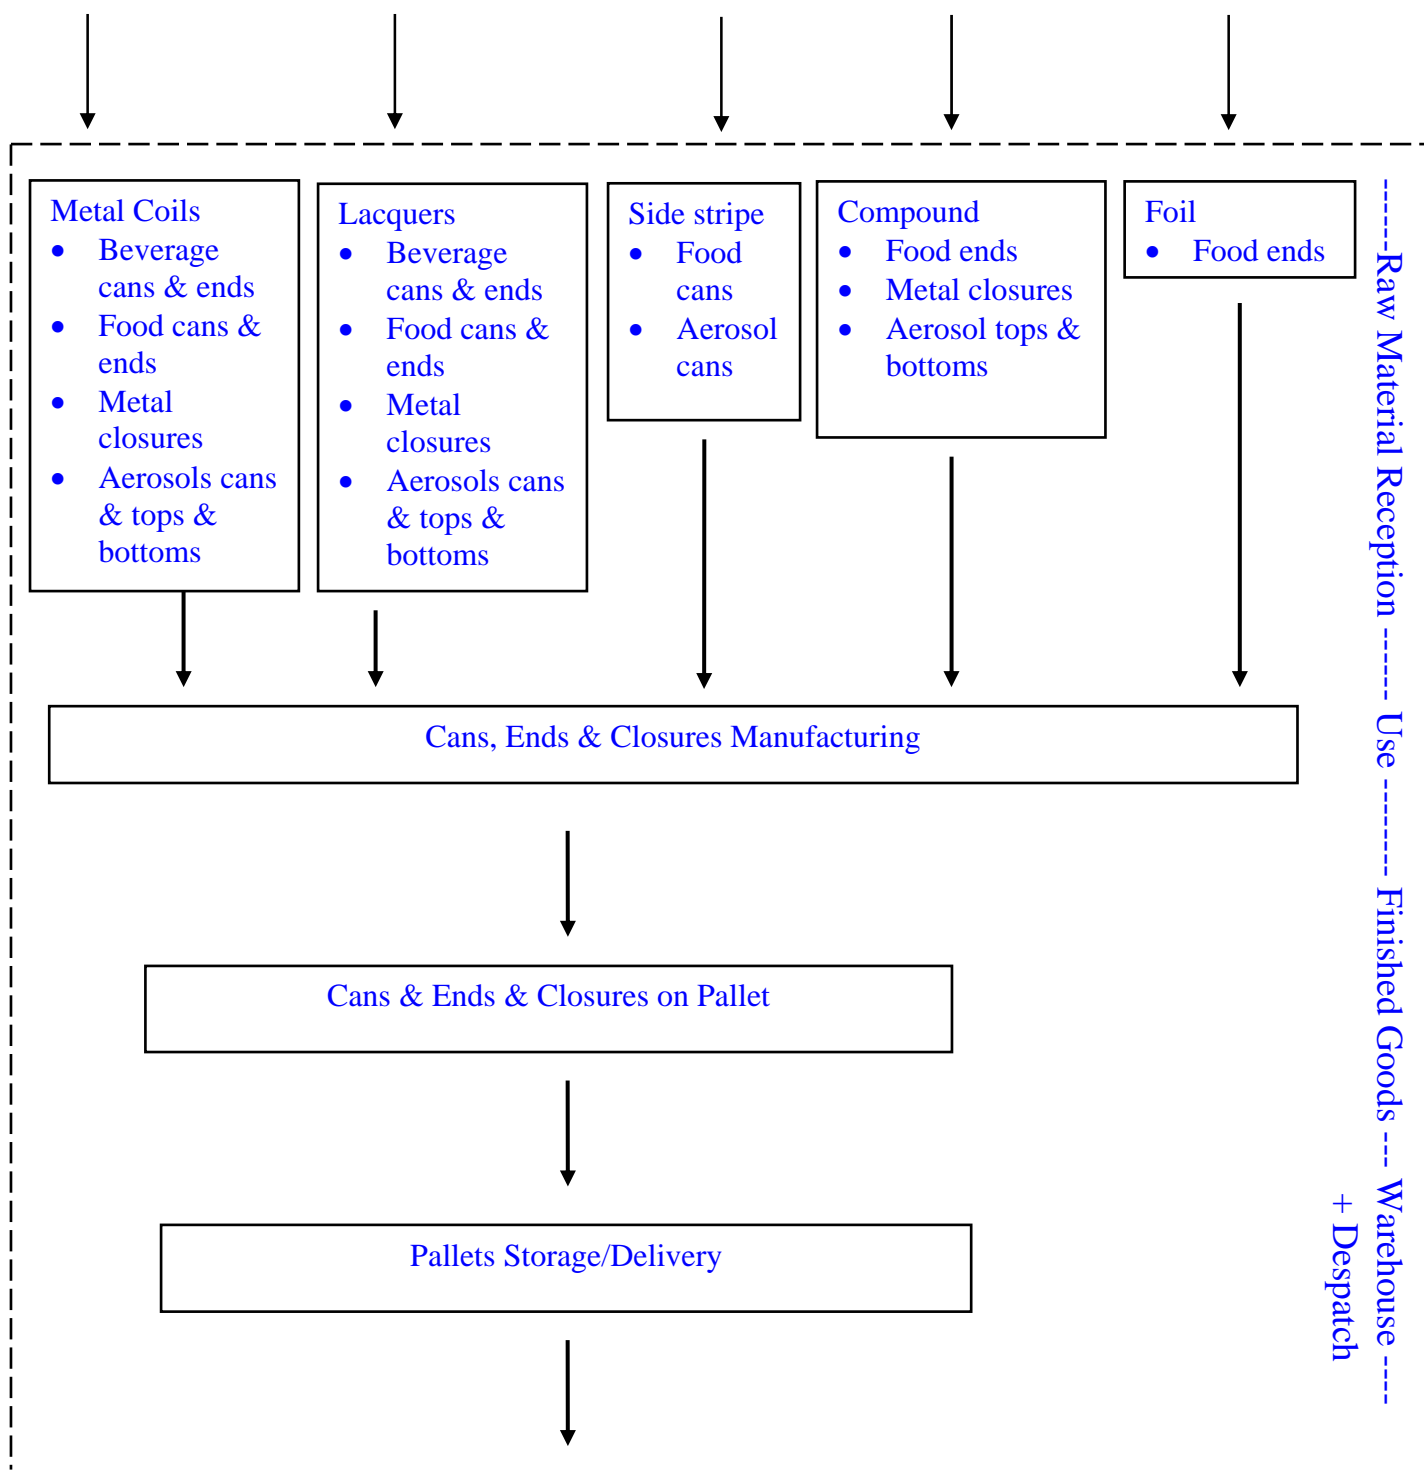 Metal Coils
• Beverage
cans & ends
• Food cans &
ends
• Metal
closures
• Aerosols cans
& tops &
bottoms
Lacquers
• Beverage
cans & ends
• Food cans &
ends
• Metal
closures
• Aerosols cans
& tops &
bottoms
Side stripe
• Food
cans
• Aerosol
cans
Compound
• Food ends
• Metal closures
• Aerosol tops &
bottoms
Foil
• Food ends
Cans, Ends & Closures Manufacturing
Cans & Ends & Closures on Pallet
Pallets Storage/Delivery
------Raw Material Reception ------ Use -------- Finished Goods --- Warehouse ----
+ Despatch